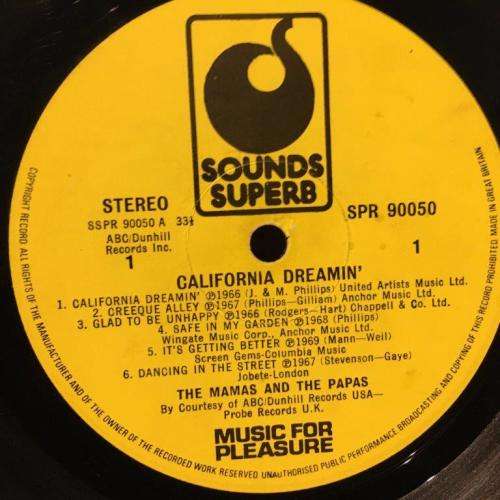 SOUNDS
SUPERB
STEREO
SSPR 90050 A 33⅓
ABC/Dunhill
Records Inc.
1
SPR 90050
1
CALIFORNIA DREAMIN'
1. CALIFORNIA DREAMIN' ℗1966 (J. & M. Phillips) United Artists Music Ltd.
2. CREEQUE ALLEY ℗1967 (Phillips—Gilliam) Anchor Music Ltd.
3. GLAD TO BE UNHAPPY ℗1966 (Rodgers—Hart) Chappell & Co. Ltd.
4. SAFE IN MY GARDEN ℗1968 (Phillips)
Wingate Music Corp., Anchor Music Ltd.
5. IT'S GETTING BETTER ℗1969 (Mann—Weil)
Screen Gems-Columbia Music
6. DANCING IN THE STREET ℗1967 (Stevenson—Gaye)
Jobete-London
THE MAMAS AND THE PAPAS
By Courtesy of ABC/Dunhill Records USA—
Probe Records U.K.
MUSIC FOR
PLEASURE
COPYRIGHT RECORD ALL RIGHTS OF THE MANUFACTURER AND OF THE OWNER OF THE RECORDED WORK RESERVED UNAUTHORISED PUBLIC PERFORMANCE BROADCASTING AND COPYING OF THIS RECORD PROHIBITED MADE IN GREAT BRITAIN